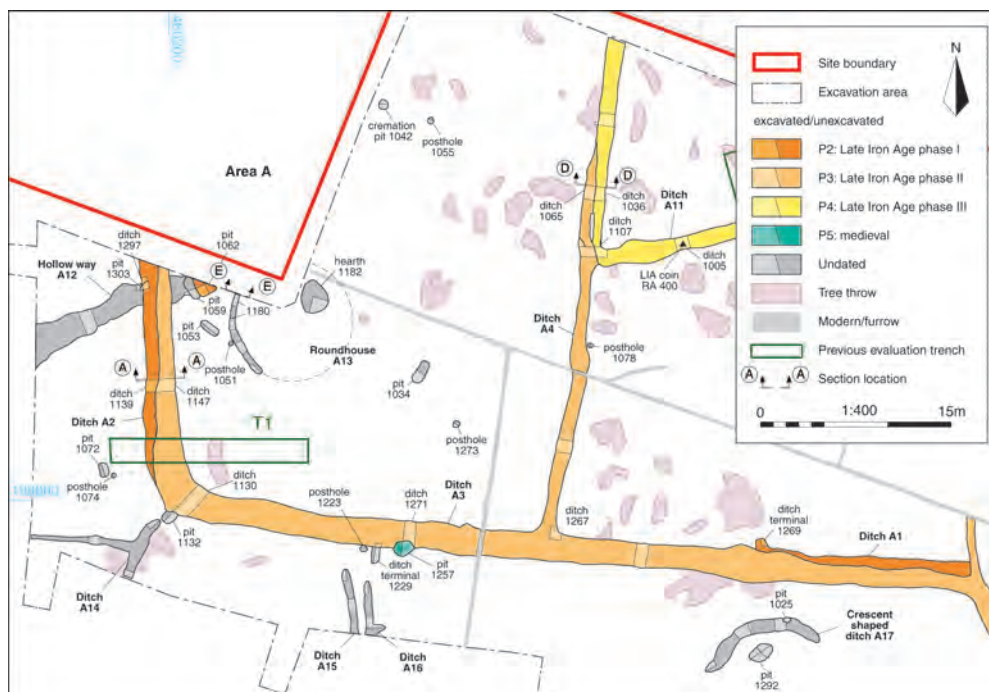 460200
Area A
cremation
pit 1042
posthole
1055
D
D
ditch
1065
ditch
1036
Ditch
A11
ditch
1107
ditch
1005
LIA coin
RA 400
ditch
1297
pit
1062
pit
1303
Hollow way
A12
E
E
hearth
1182
pit
1059
1180
pit
1053
posthole
1051
Roundhouse
A13
Ditch
A4
posthole
1078
A
A
ditch
1139
ditch
1147
pit
1034
Ditch A2
T1
pit
1072
posthole
1074
posthole
1273
ditch
1130
posthole
1223
ditch
1271
Ditch
A3
pit
1132
ditch
1267
ditch
terminal
1269
Ditch A1
ditch
terminal
1229
pit
1257
Ditch
A14
Ditch
A15
Ditch
A16
pit
1025
Crescent
shaped
ditch A17
pit
1292
N
Site boundary
Excavation area
excavated/unexcavated
P2: Late Iron Age phase I
P3: Late Iron Age phase II
P4: Late Iron Age phase III
P5: medieval
Undated
Tree throw
Modern/furrow
Previous evaluation trench
A
A
Section location
0
1:400
15m